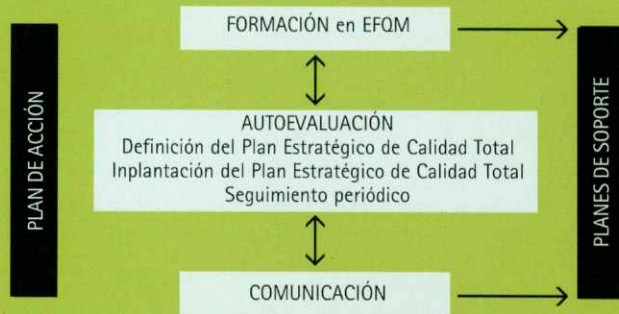 FORMACIÓN en EFQM
PLAN DE ACCIÓN
AUTOEVALUACIÓN
Definición del Plan Estratégico de Calidad Total
Inplantación del Plan Estratégico de Calidad Total
Seguimiento periódico
PLANES DE SOPORTE
COMUNICACIÓN